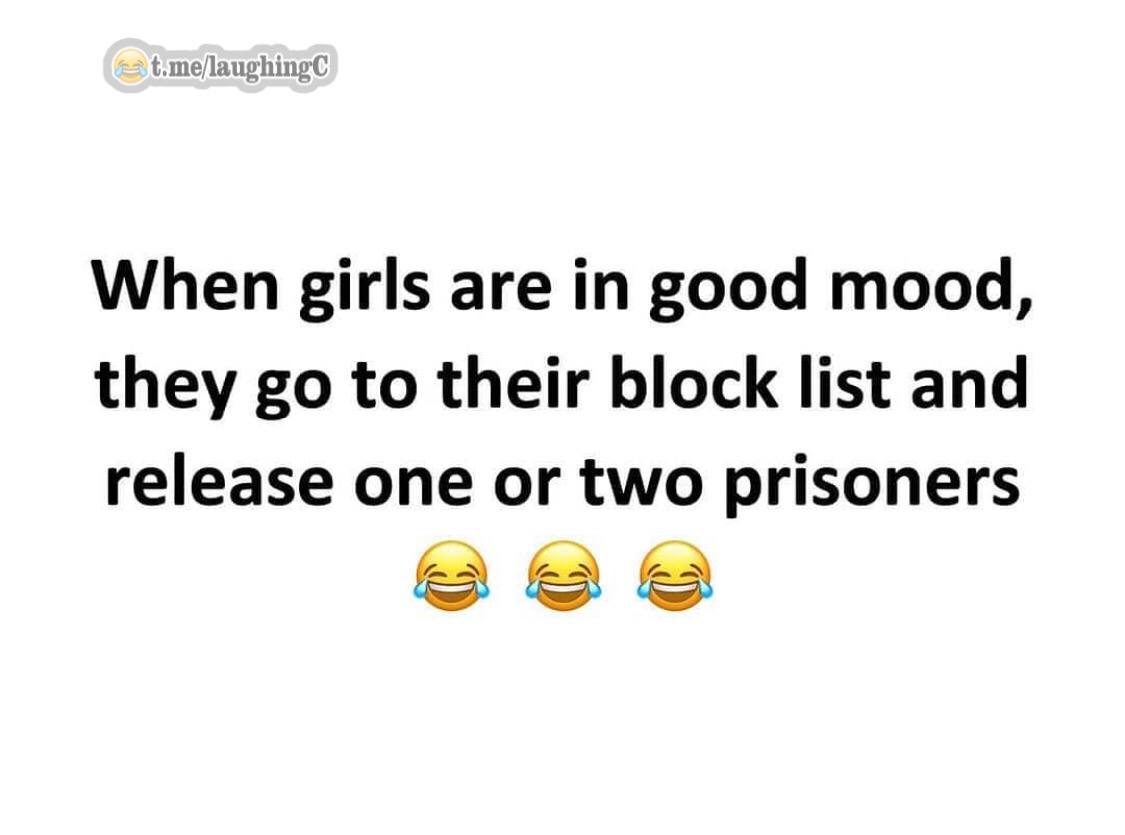 😂t.me/laughingC
When girls are in good mood,
they go to their block list and
release one or two prisoners
😂 😂 😂